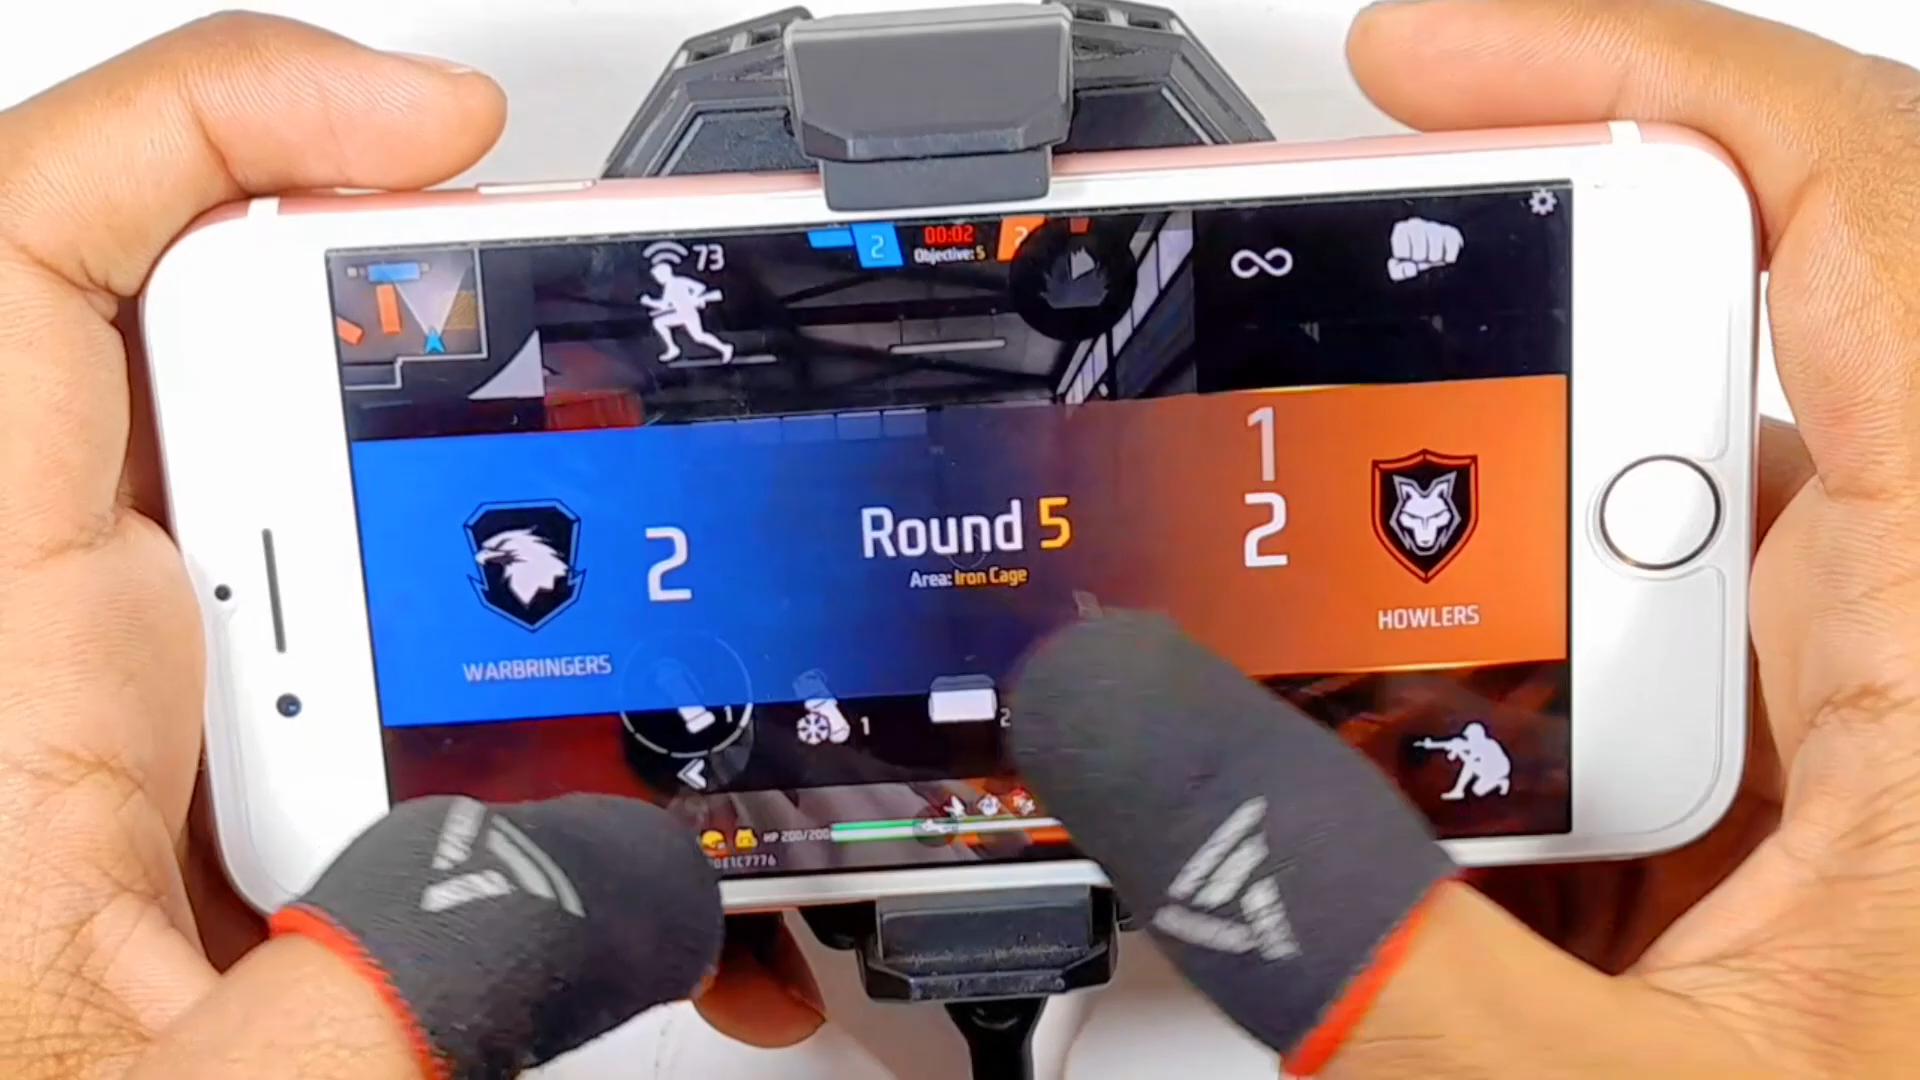 73
2
00:02
Objective: 5
2
Round 5
Area: Iron Cage
2
1
2
WARBRINGERS
HOWLERS
1
1
2
HP 200/200